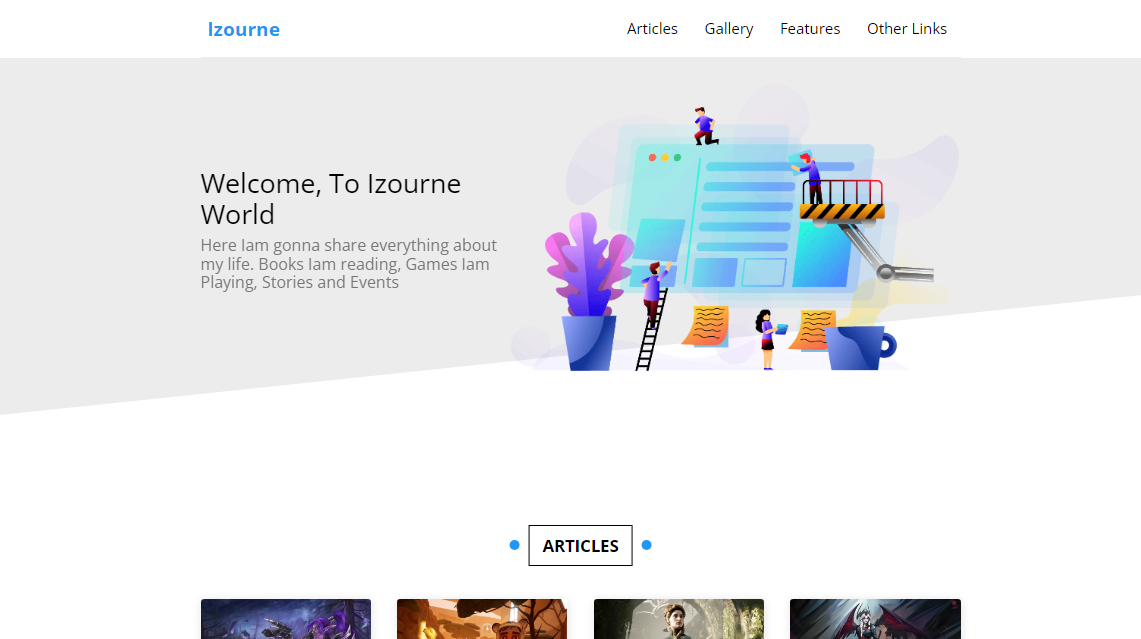 Izourne
Articles Gallery Features Other Links
Welcome, To Izourne
World
Here Iam gonna share everything about
my life. Books Iam reading, Games Iam
Playing, Stories and Events
ARTICLES